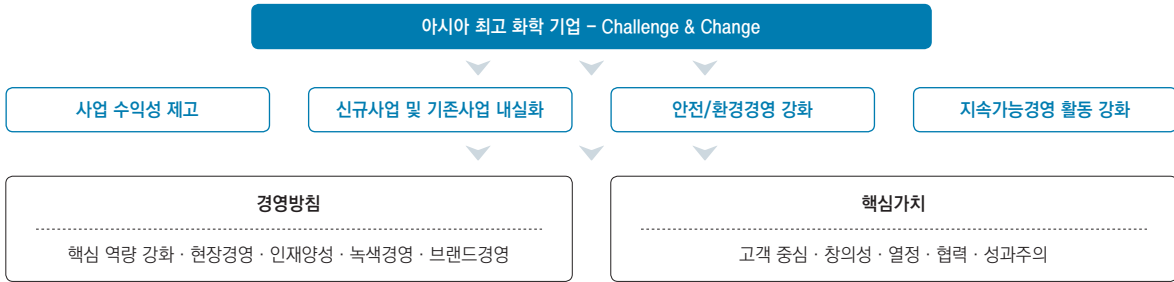 아시아 최고 화학 기업 – Challenge & Change
사업 수익성 제고
신규사업 및 기존사업 내실화
안전/환경경영 강화
지속가능경영 활동 강화
경영방침
핵심 역량 강화 · 현장경영 · 인재양성 · 녹색경영 · 브랜드경영
핵심가치
고객 중심 · 창의성 · 열정 · 협력 · 성과주의